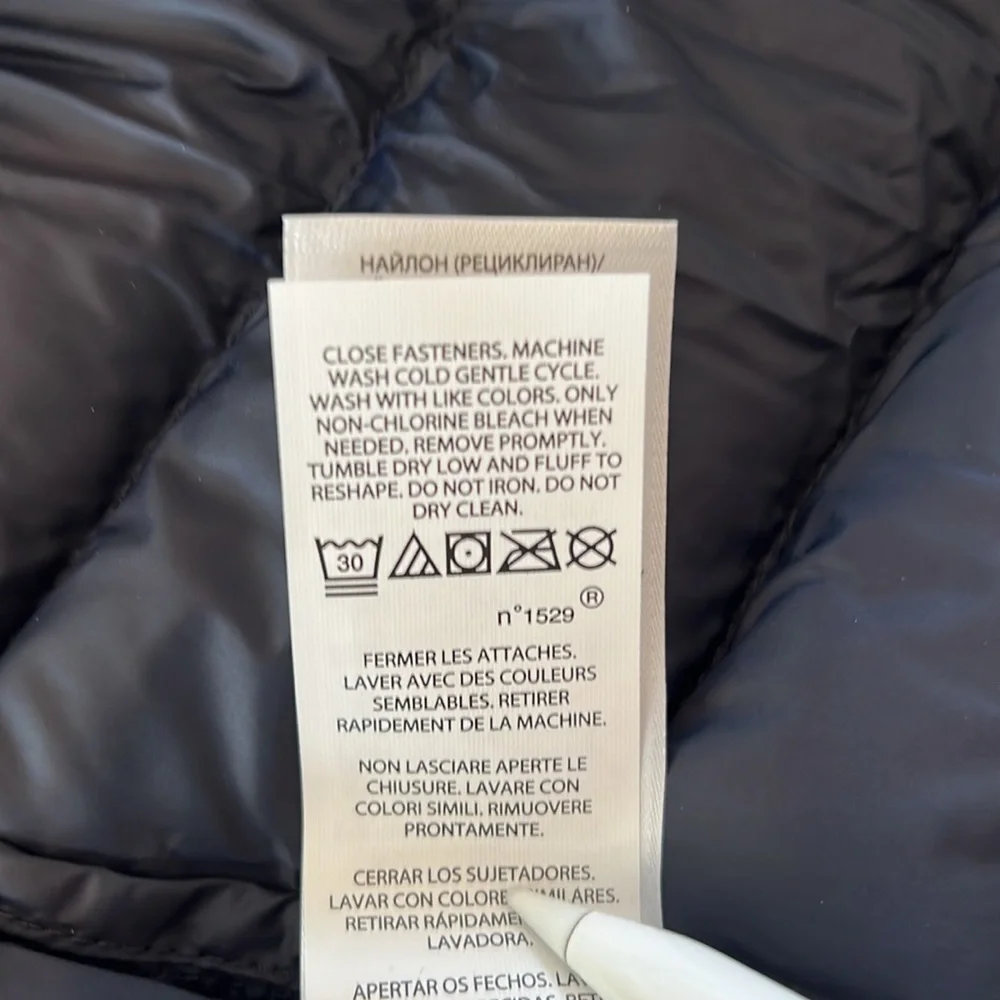 НАЙЛОН (РЕЦИКЛИРАН)/
CLOSE FASTENERS. MACHINE
WASH COLD GENTLE CYCLE.
WASH WITH LIKE COLORS. ONLY
NON-CHLORINE BLEACH WHEN
NEEDED. REMOVE PROMPTLY.
TUMBLE DRY LOW AND FLUFF TO
RESHAPE. DO NOT IRON. DO NOT
DRY CLEAN.
30
®
n°1529
FERMER LES ATTACHES.
LAVER AVEC DES COULEURS
SEMBLABLES. RETIRER
RAPIDEMENT DE LA MACHINE.
NON LASCIARE APERTE LE
CHIUSURE. LAVARE CON
COLORI SIMILI. RIMUOVERE
PRONTAMENTE.
CERRAR LOS SUJETADORES.
LAVAR CON
RETIRAR
LAVADORA.
APERTAR OS FECHOS.